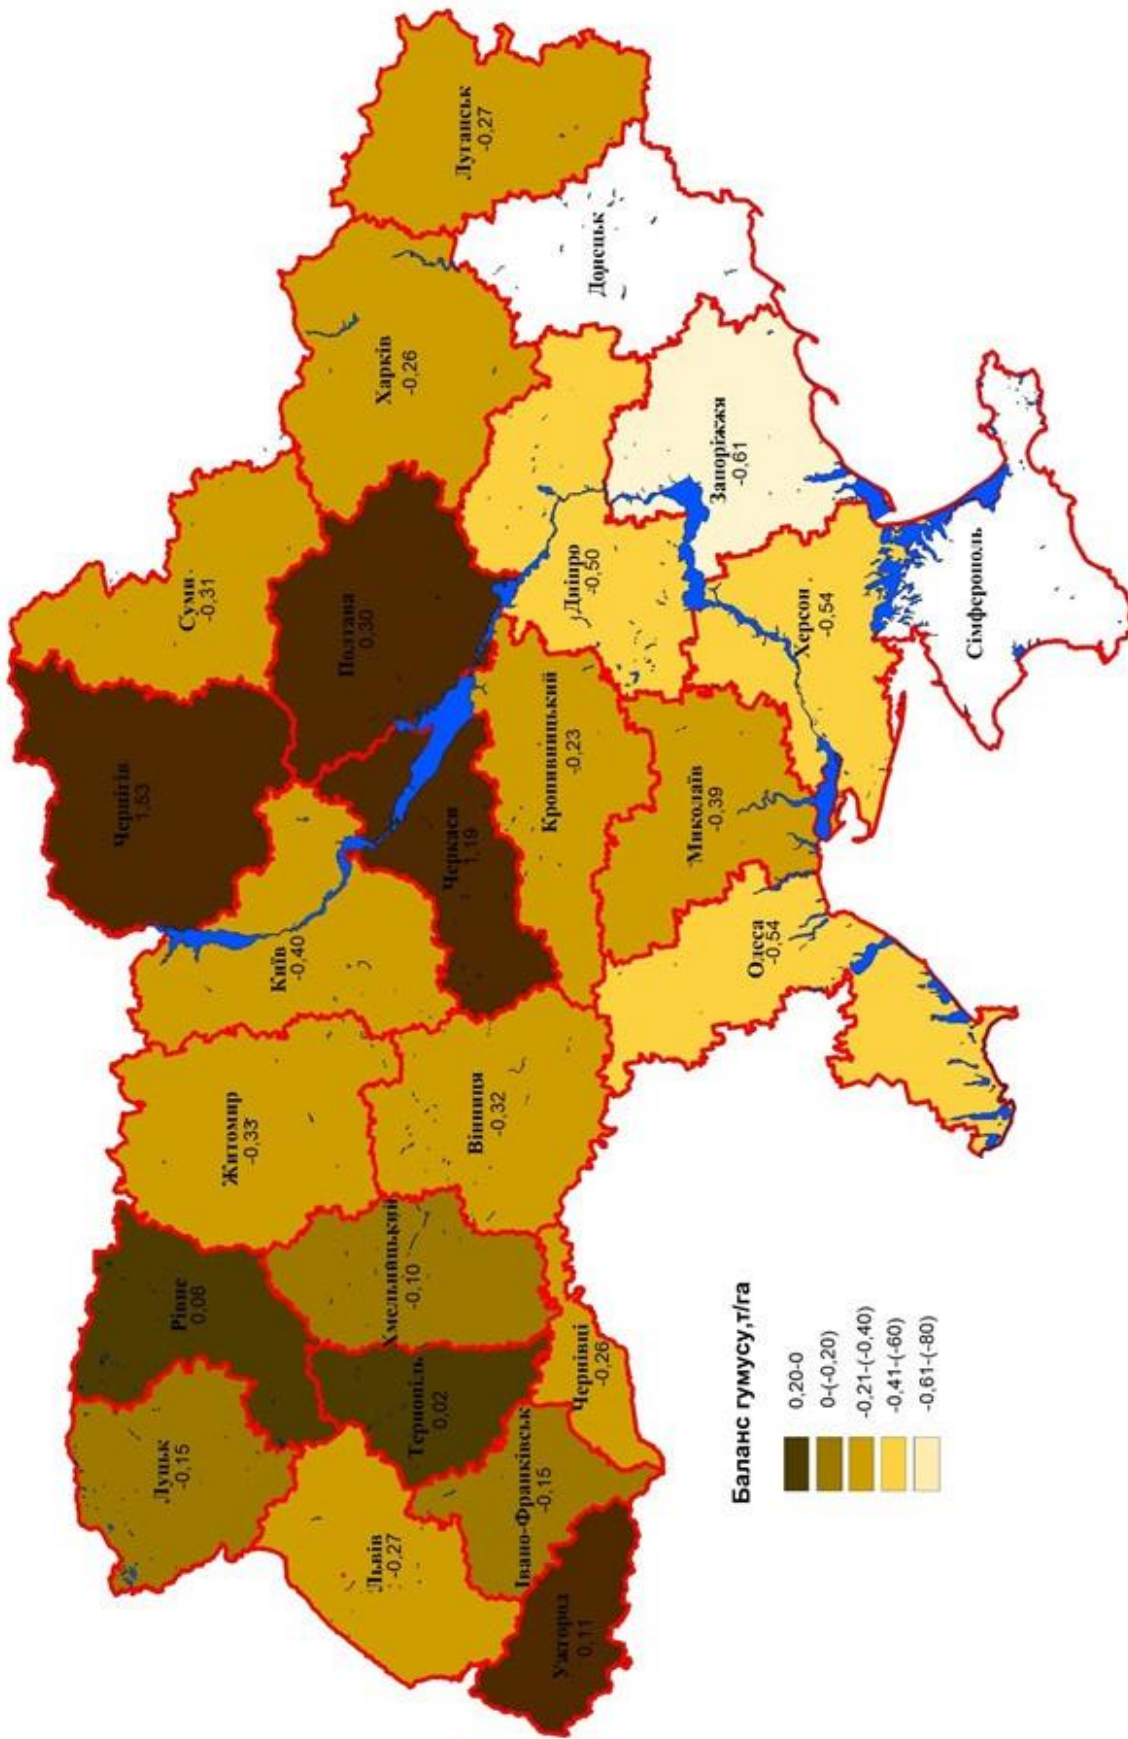 Чернігів
1,53
Суми
-0,31
Рівне
0,06
Луцьк
-0,15
Житомир
-0,33
Київ
-0,40
Полтава
0,30
Харків
-0,26
Луганськ
-0,27
Львів
-0,27
Тернопіль
0,02
Хмельницький
-0,10
Вінниця
-0,32
Черкаси
1,19
Кропивницький
-0,23
Дніпро
-0,50
Донецьк
Ужгород
0,11
Івано-Франківськ
-0,15
Чернівці
-0,26
Одеса
-0,54
Миколаїв
-0,39
Херсон
-0,54
Запоріжжя
-0,61
Сімферополь
Баланс гумусу,т/га
0,20-0
0-(-0,20)
-0,21-(-0,40)
-0,41-(-60)
-0,61-(-80)